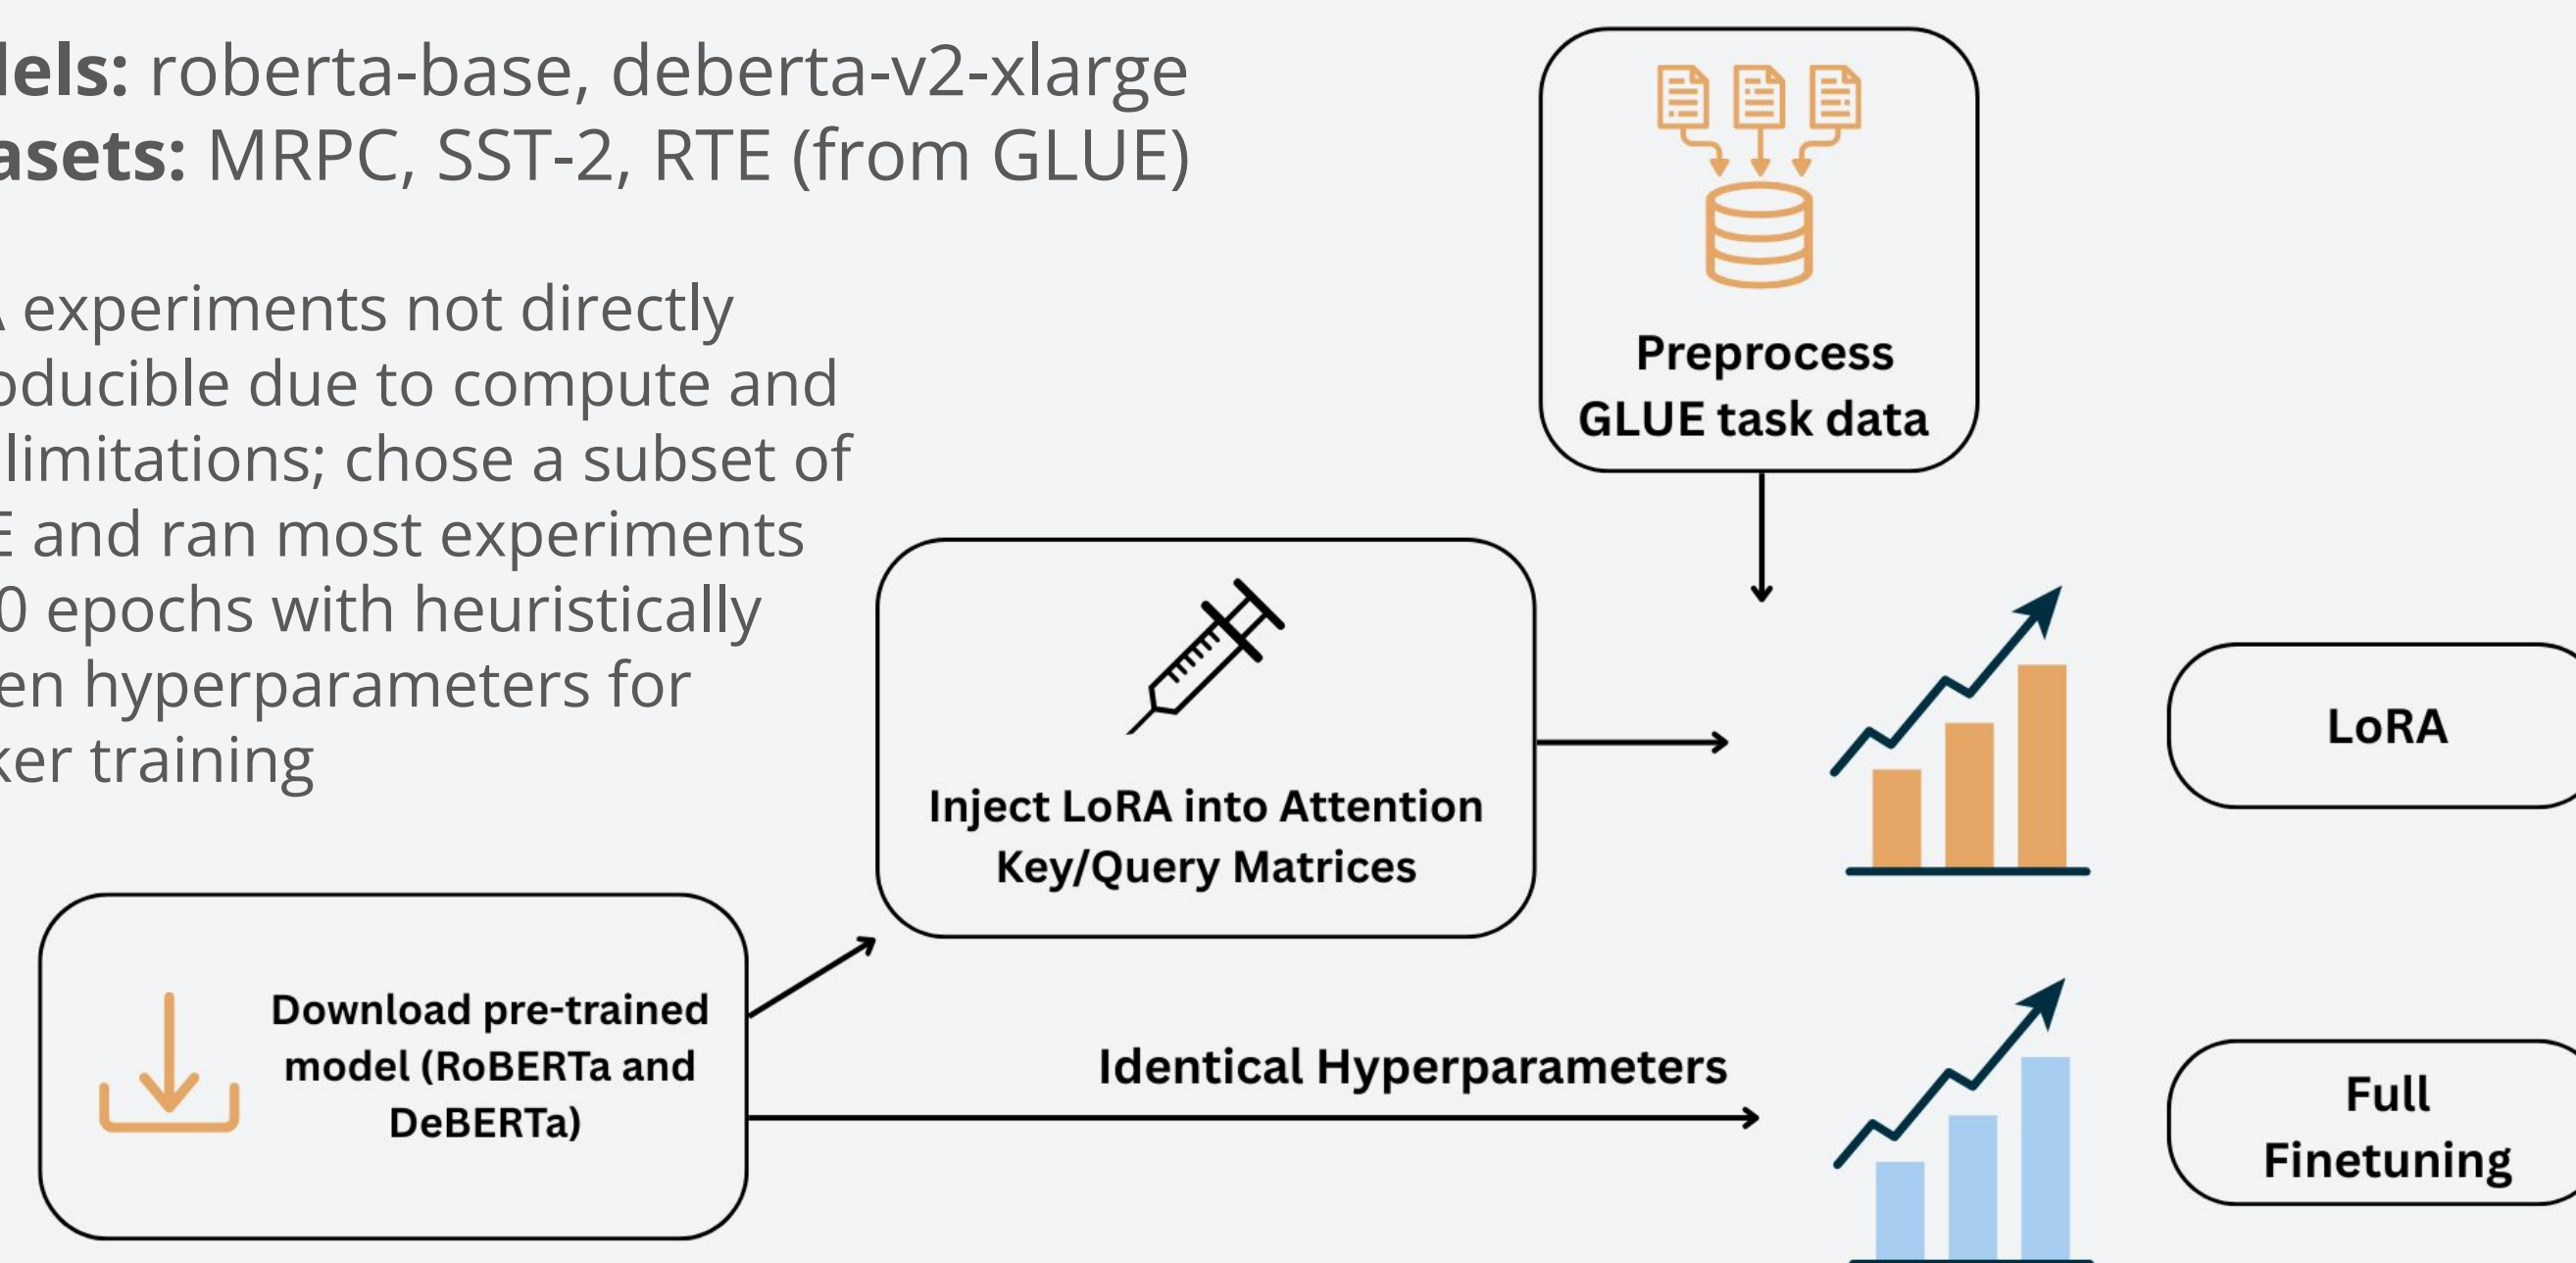 dels: roberta-base, deberta-v2-xlarge
asets: MRPC, SST-2, RTE (from GLUE)
experiments not directly
oducible due to compute and
limitations; chose a subset of
E and ran most experiments
0 epochs with heuristically
en hyperparameters for
ker training
Preprocess
GLUE task data
Inject LoRA into Attention
Key/Query Matrices
LoRA
Download pre-trained
model (RoBERTa and
DeBERTa)
Identical Hyperparameters
Full
Finetuning